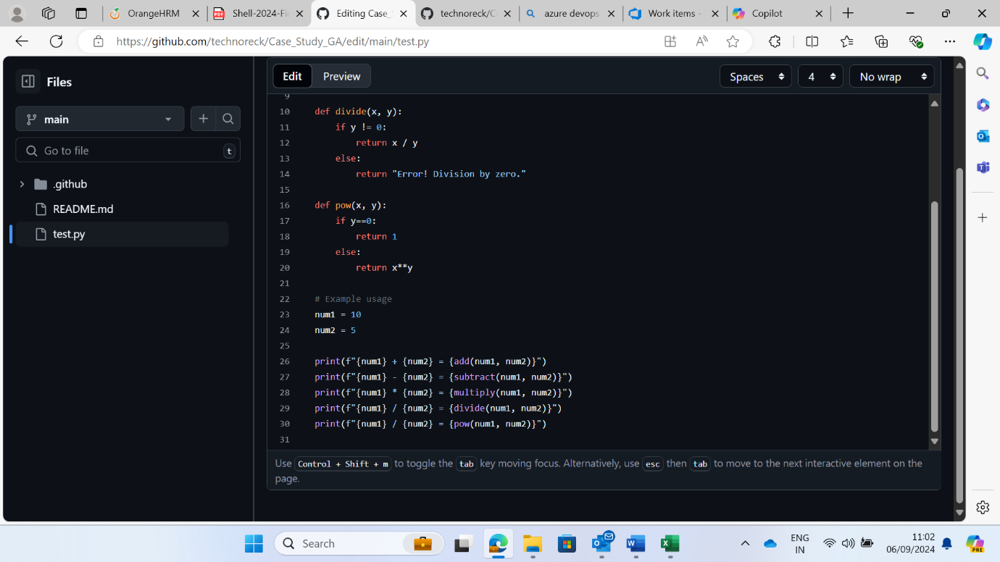 OrangeHRM
Shell-2024-Fi
Editing Case_S
technoreck/Ca
azure devops
Work items -
Copilot
https://github.com/technoreck/Case_Study_GA/edit/main/test.py
Files
main
Go to file
t
.github
README.md
test.py
Edit
Preview
Spaces
4
No wrap
9
10 def divide(x, y):
11 if y != 0:
12 return x / y
13 else:
14 return "Error! Division by zero."
15
16 def pow(x, y):
17 if y==0:
18 return 1
19 else:
20 return x**y
21
22 # Example usage
23 num1 = 10
24 num2 = 5
25
26 print(f"{num1} + {num2} = {add(num1, num2)}")
27 print(f"{num1} - {num2} = {subtract(num1, num2)}")
28 print(f"{num1} * {num2} = {multiply(num1, num2)}")
29 print(f"{num1} / {num2} = {divide(num1, num2)}")
30 print(f"{num1} / {num2} = {pow(num1, num2)}")
31
Use Control + Shift + m to toggle the tab key moving focus. Alternatively, use esc then tab to move to the next interactive element on the
page.
Search
ENG
IN
11:02
06/09/2024
PRE